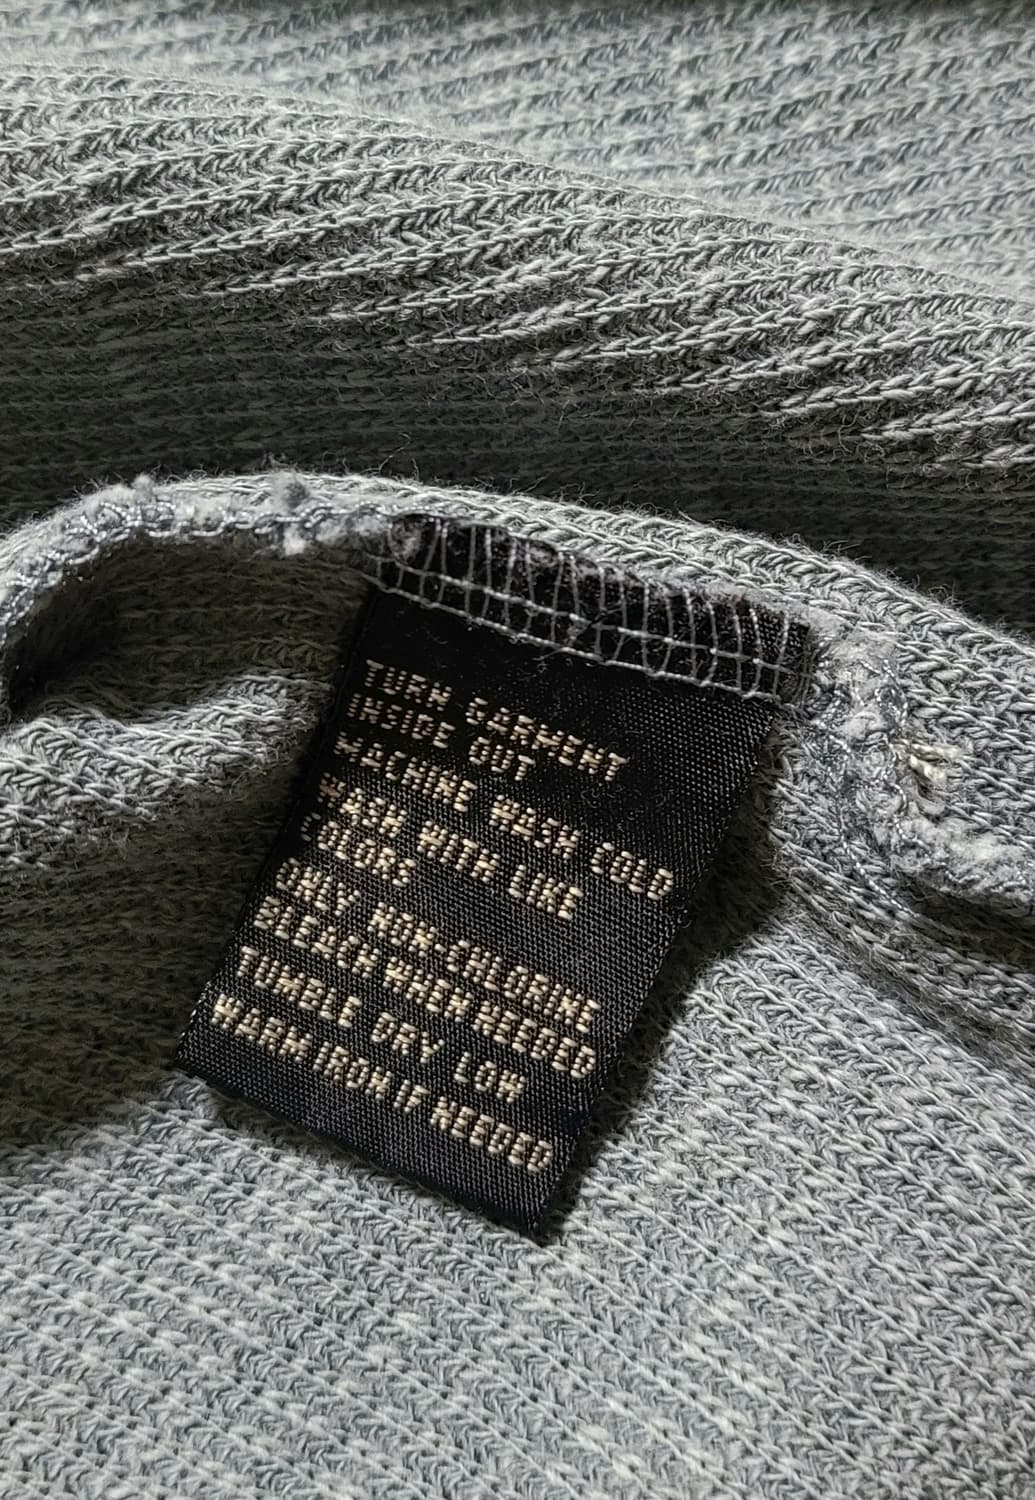 TURN GARMENT
INSIDE OUT
MACHINE WASH COLD
WASH WITH LIKE
COLORS
ONLY NON-CHLORINE
BLEACH WHEN NEEDED
TUMBLE DRY LOW
WARM IRON IF NEEDED